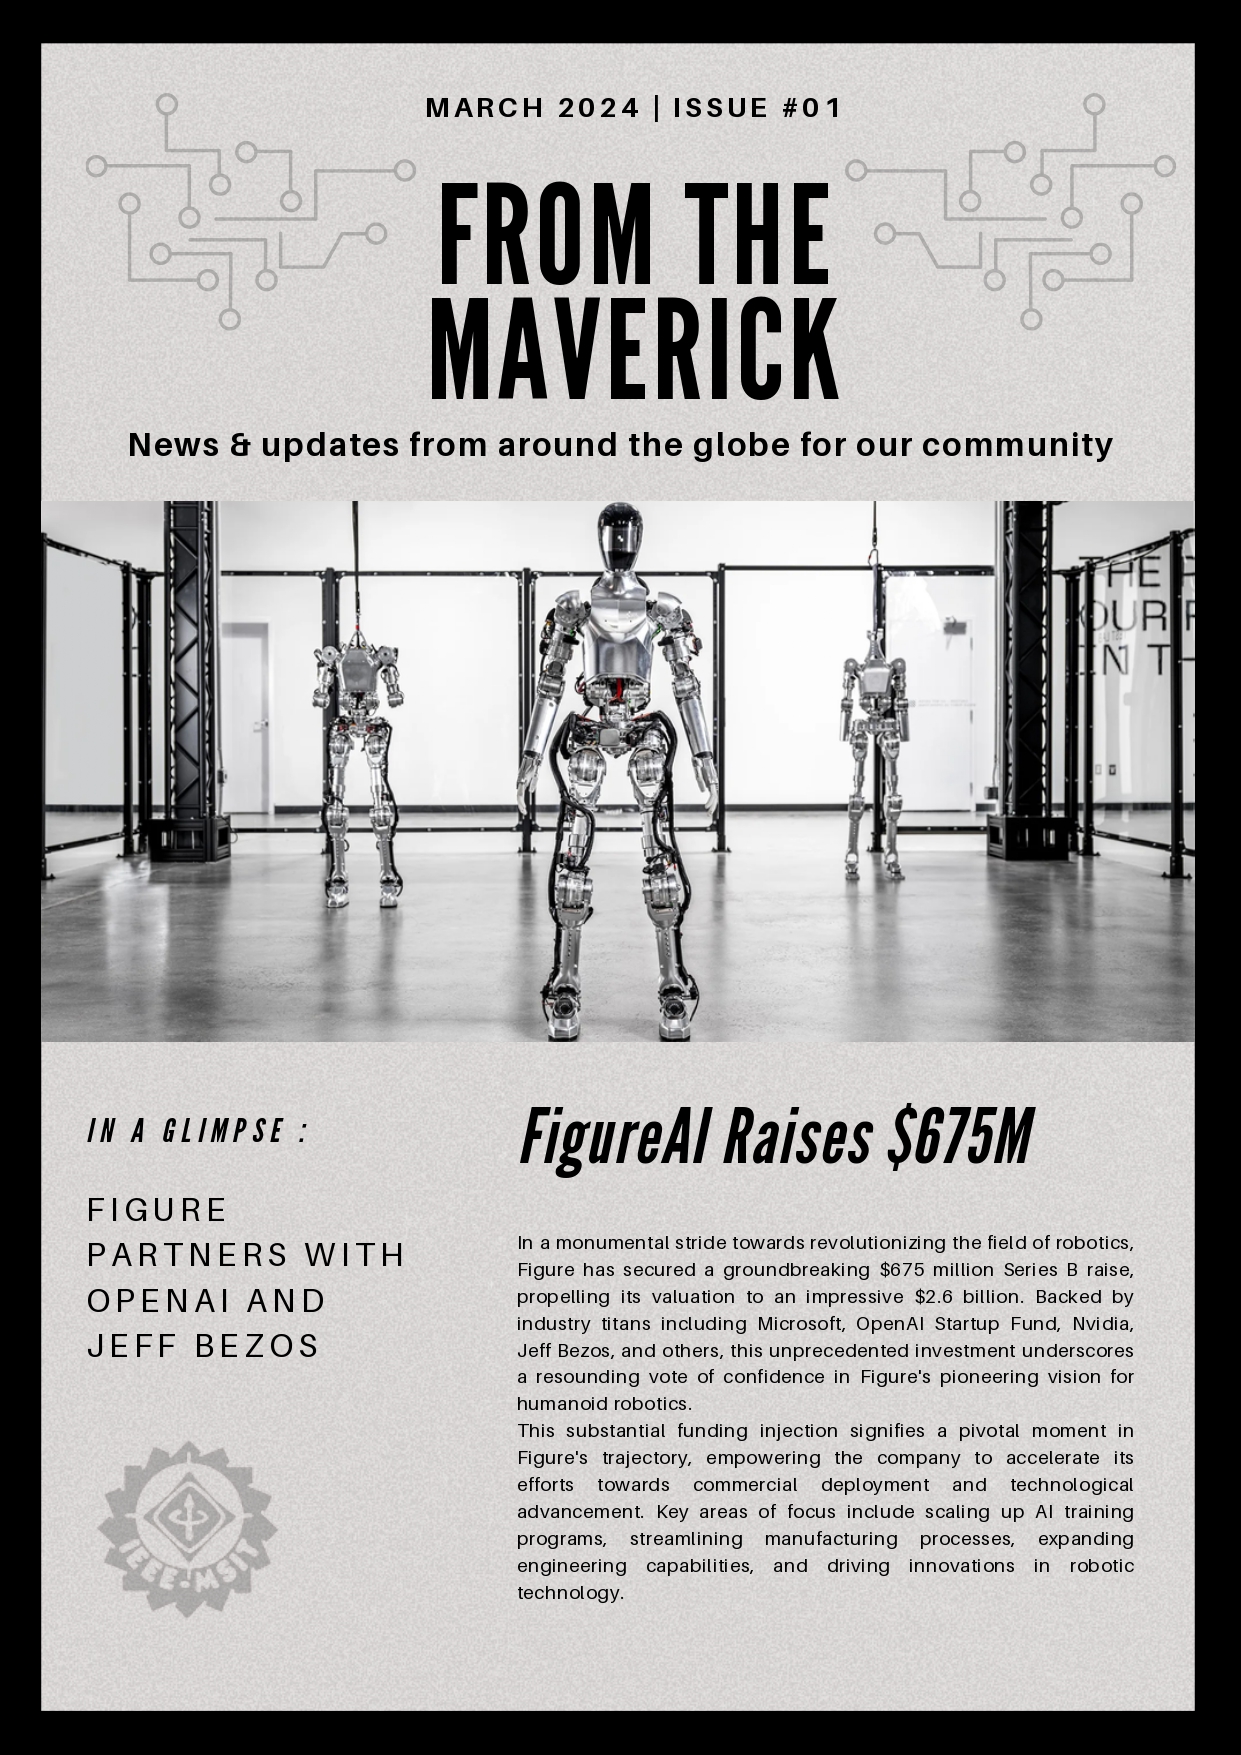 MARCH 2024 | ISSUE #01
FROM THE
MAVERICK
News & updates from around the globe for our community
THE
OUR
IN
IN A GLIMPSE :
FIGURE
PARTNERS WITH
OPENAI AND
JEFF BEZOS
FigureAI Raises $675M
In a monumental stride towards revolutionizing the field of robotics,
Figure has secured a groundbreaking $675 million Series B raise,
propelling its valuation to an impressive $2.6 billion. Backed by
industry titans including Microsoft, OpenAI Startup Fund, Nvidia,
Jeff Bezos, and others, this unprecedented investment underscores
a resounding vote of confidence in Figure's pioneering vision for
humanoid robotics.
This substantial funding injection signifies a pivotal moment in
Figure's trajectory, empowering the company to accelerate its
efforts towards commercial deployment and technological
advancement. Key areas of focus include scaling up AI training
programs, streamlining manufacturing processes, expanding
engineering capabilities, and driving innovations in robotic
technology.
IEEE-MSIT